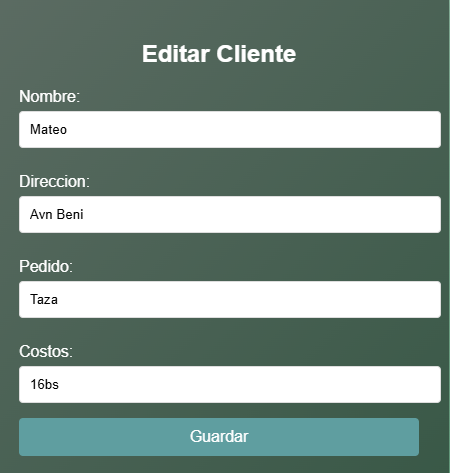 Editar Cliente
Nombre:
Mateo
Direccion:
Avn Beni
Pedido:
Taza
Costos:
16bs
Guardar